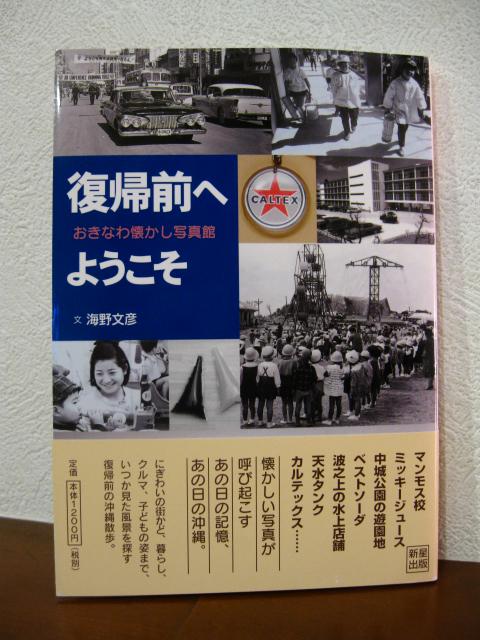 復帰前へ
おきなわ懐かし写真館
ようこそ
文 海野文彦
CALTEX
マンモス校
ミッキージュース
中城公園の遊園地
ベストソーダ
波之上の水上店舗
天水タンク
カルテックス……
懐かしい写真が
呼び起こす
あの日の記憶、
あの日の沖縄。
にぎわいの街かど、暮らし、
クルマ、子どもの姿まで、
いつか見た風景を探す
復帰前の沖縄散歩。
定価 本体1200円(税別)
新星出版